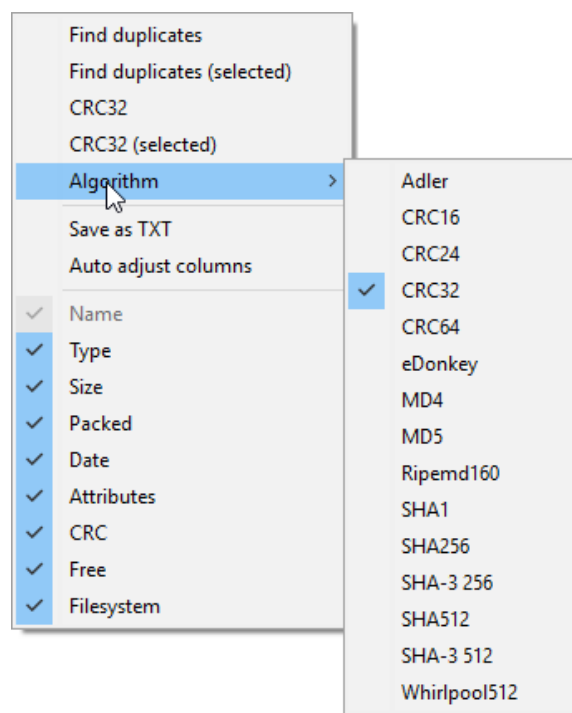 Find duplicates
Find duplicates (selected)
CRC32
CRC32 (selected)
Algorithm
Save as TXT
Auto adjust columns
Name
Type
Size
Packed
Date
Attributes
CRC
Free
Filesystem
Adler
CRC16
CRC24
CRC32
CRC64
eDonkey
MD4
MD5
Ripemd160
SHA1
SHA256
SHA-3 256
SHA512
SHA-3 512
Whirlpool512